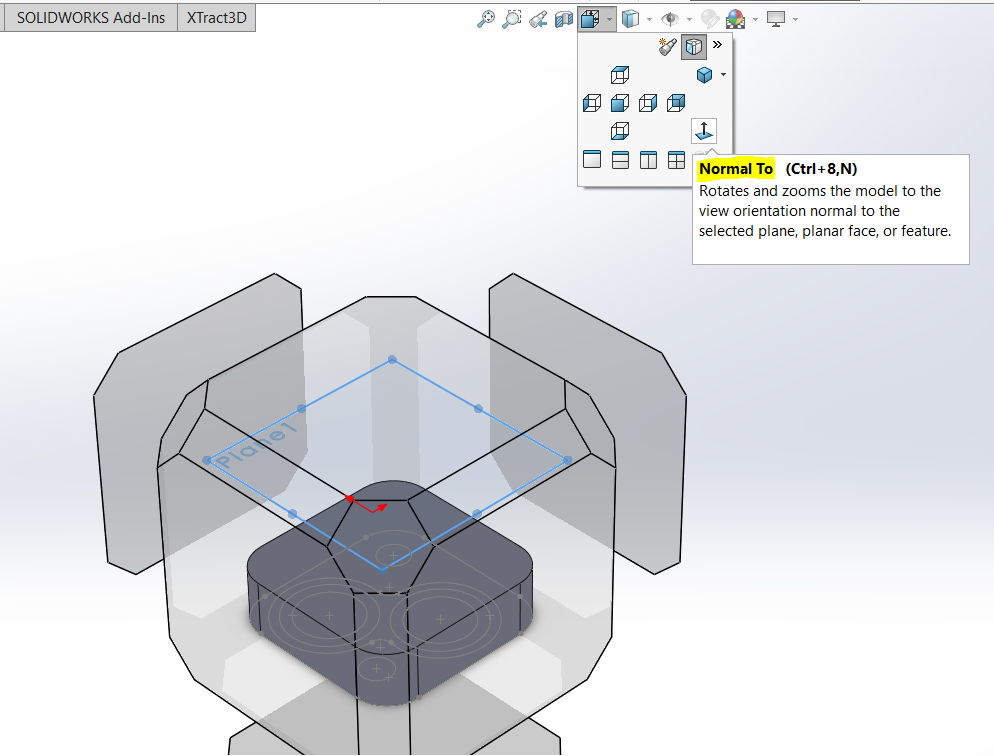 SOLIDWORKS Add-Ins
XTract3D
Normal To (Ctrl+8,N)
Rotates and zooms the model to the
view orientation normal to the
selected plane, planar face, or feature.
Plane1